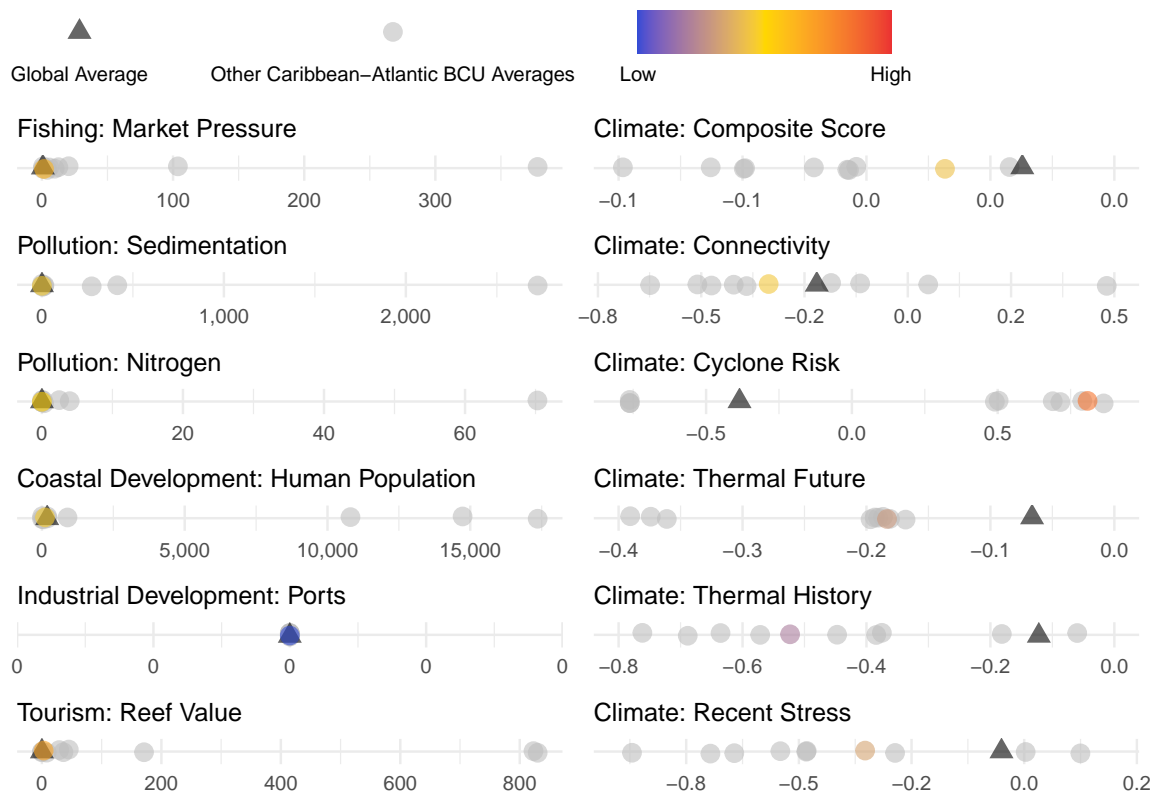 Global Average
Other Caribbean−Atlantic BCU Averages
Low
High
Fishing: Market Pressure
0 100 200 300
Climate: Composite Score
−0.1 −0.1 0.0 0.0 0.0
Pollution: Sedimentation
0 1,000 2,000
Climate: Connectivity
−0.8 −0.5 −0.2 0.0 0.2 0.5
Pollution: Nitrogen
0 20 40 60
Climate: Cyclone Risk
−0.5 0.0 0.5
Coastal Development: Human Population
0 5,000 10,000 15,000
Climate: Thermal Future
−0.4 −0.3 −0.2 −0.1 0.0
Industrial Development: Ports
0 0 0 0 0
Climate: Thermal History
−0.8 −0.6 −0.4 −0.2 0.0
Tourism: Reef Value
0 200 400 600 800
Climate: Recent Stress
−0.8 −0.5 −0.2 0.0 0.2